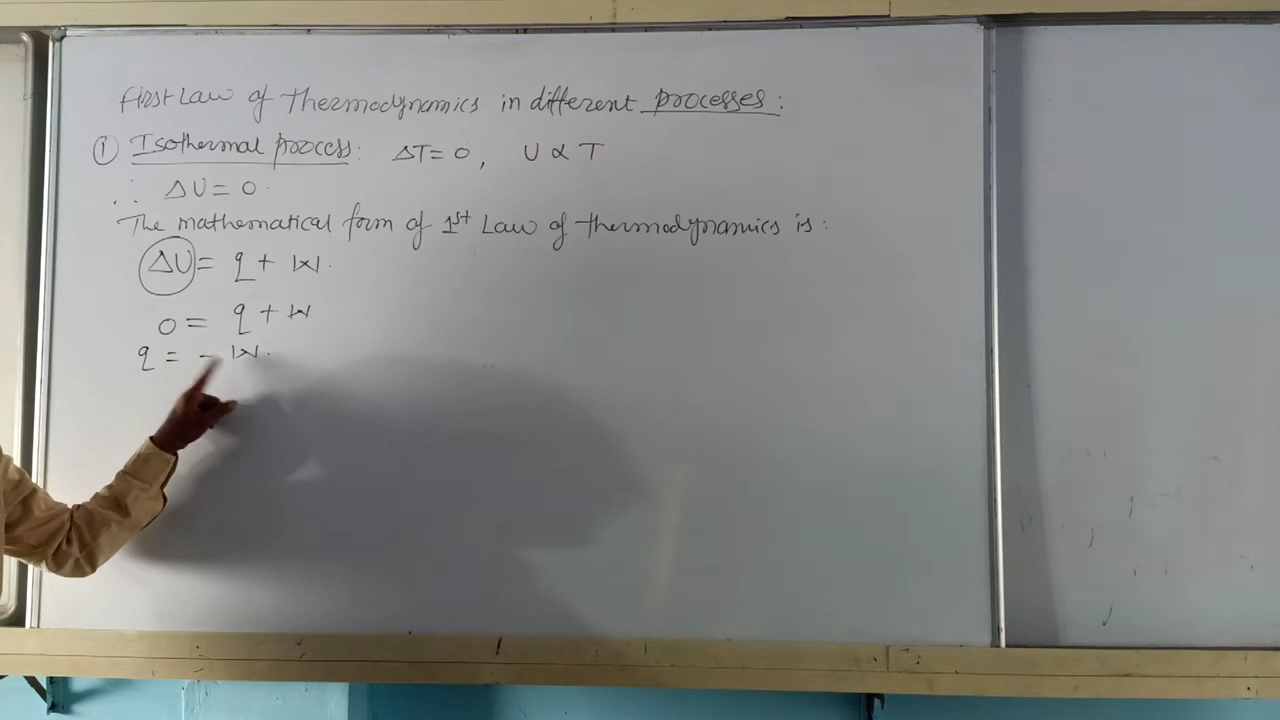 First Law of Thermodynamics in different processes:
① Isothermal process: ΔT = 0, U ∝ T
∴ ΔU = 0.
The mathematical form of 1st Law of thermodynamics is:
ΔU = q + W.
0 = q + W
q = - W.